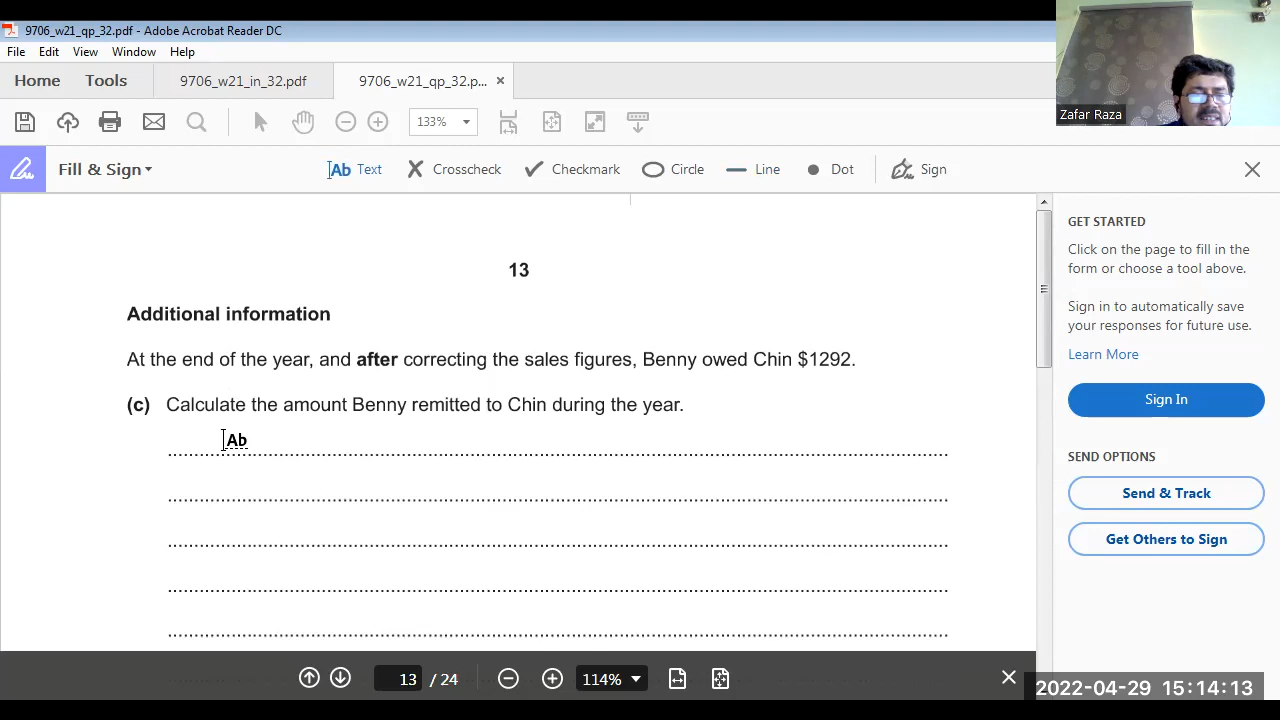 9706_w21_qp_32.pdf - Adobe Acrobat Reader DC
File Edit View Window Help
Home Tools 9706_w21_in_32.pdf 9706_w21_qp_32.p... ×
133%
Zafar Raza
Fill & Sign Ab Text Crosscheck Checkmark Circle Line Dot Sign
13
Additional information
At the end of the year, and after correcting the sales figures, Benny owed Chin $1292.
(c) Calculate the amount Benny remitted to Chin during the year.
Ab
GET STARTED
Click on the page to fill in the
form or choose a tool above.
Sign in to automatically save
your responses for future use.
Learn More
Sign In
SEND OPTIONS
Send & Track
Get Others to Sign
13 / 24 114%
2022-04-29 15:14:13